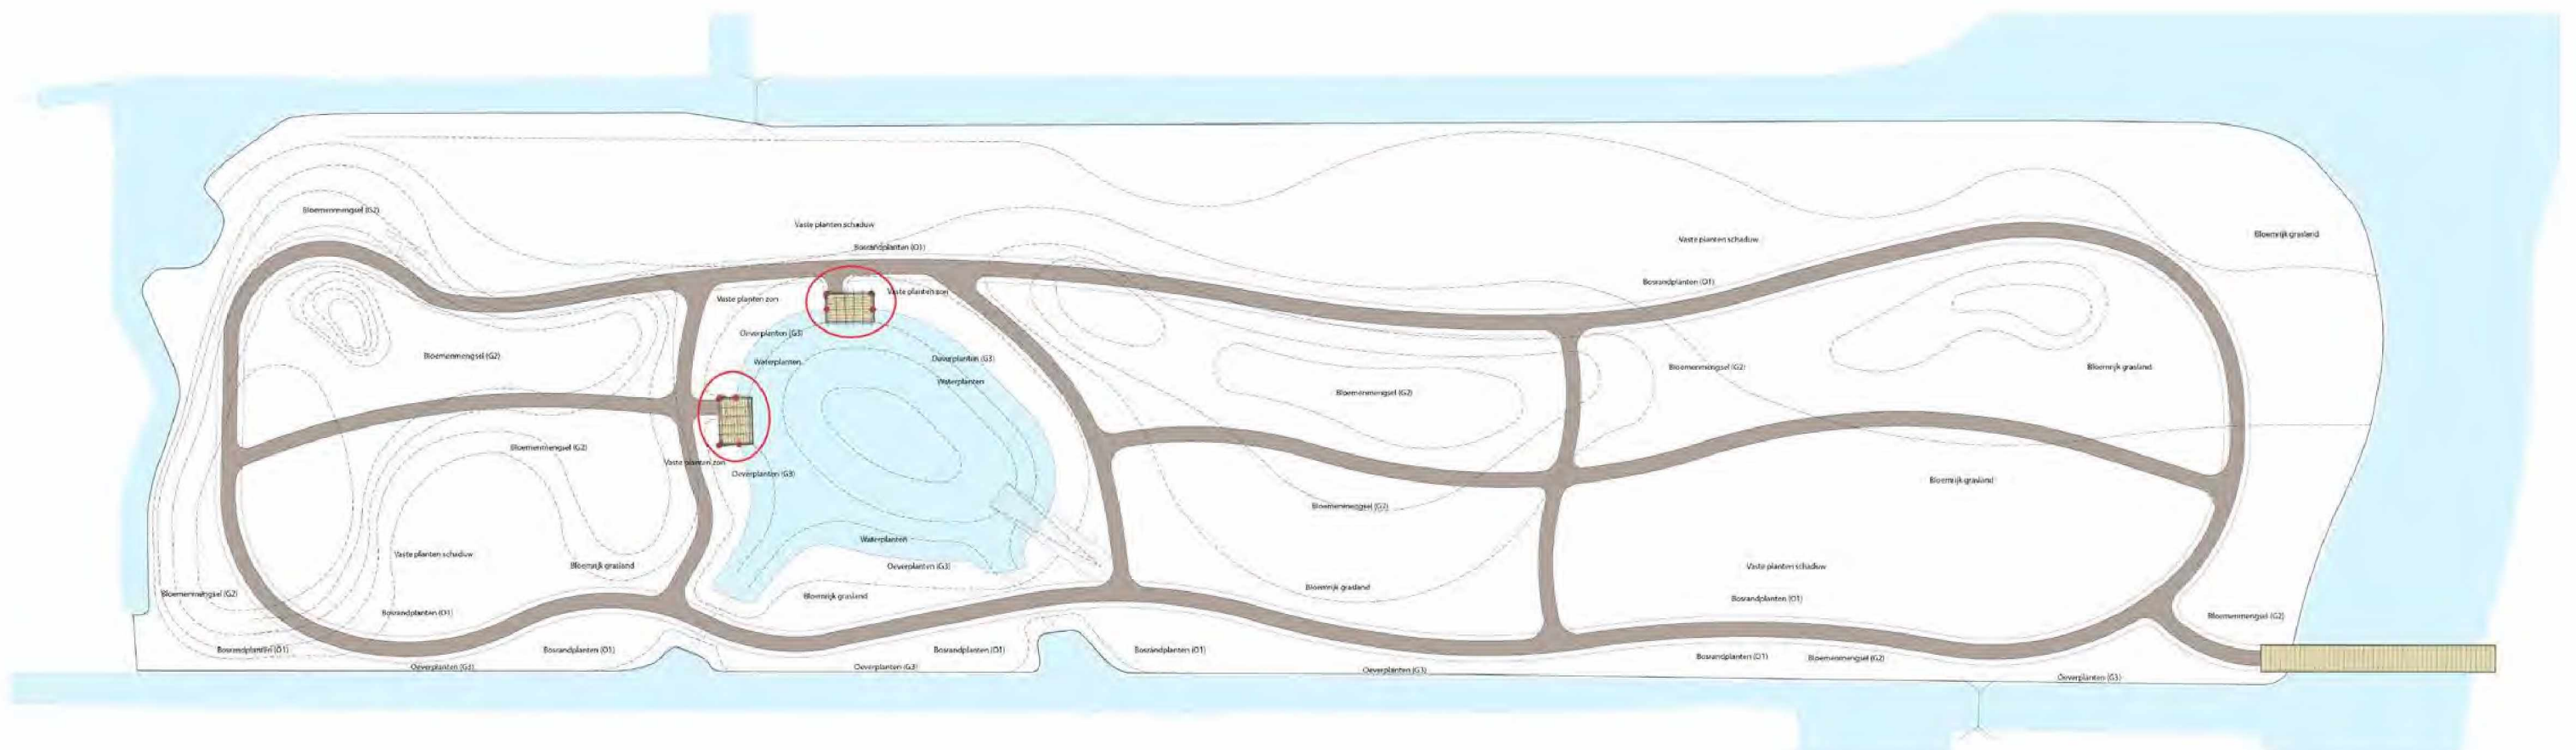 Bloemenmengsel (G2)
Vaste planten schaduw
Bosrandplanten (O1)
Vaste planten schaduw
Bloemrijk grasland
Bosrandplanten (O1)
Vaste planten zon
Vaste planten zon
Oeverplanten (G3)
Bloemenmengsel (G2)
Waterplanten
Oeverplanten (G3)
Waterplanten
Bloemenmengsel (G2)
Bloemenmengsel (G2)
Bloemrijk grasland
Bloemenmengsel (G2)
Vaste planten zon
Oeverplanten (G3)
Bloemrijk grasland
Bloemenmengsel (G2)
Waterplanten
Vaste planten schaduw
Bloemrijk grasland
Oeverplanten (G3)
Vaste planten schaduw
Bloemrijk grasland
Bloemenmengsel (G2)
Bloemrijk grasland
Bosrandplanten (O1)
Bosrandplanten (O1)
Bloemenmengsel (G2)
Bosrandplanten (O1)
Bosrandplanten (O1)
Bosrandplanten (O1)
Bosrandplanten (O1)
Bosrandplanten (O1)
Bloemenmengsel (G2)
Oeverplanten (G3)
Oeverplanten (G3)
Oeverplanten (G3)
Oeverplanten (G3)